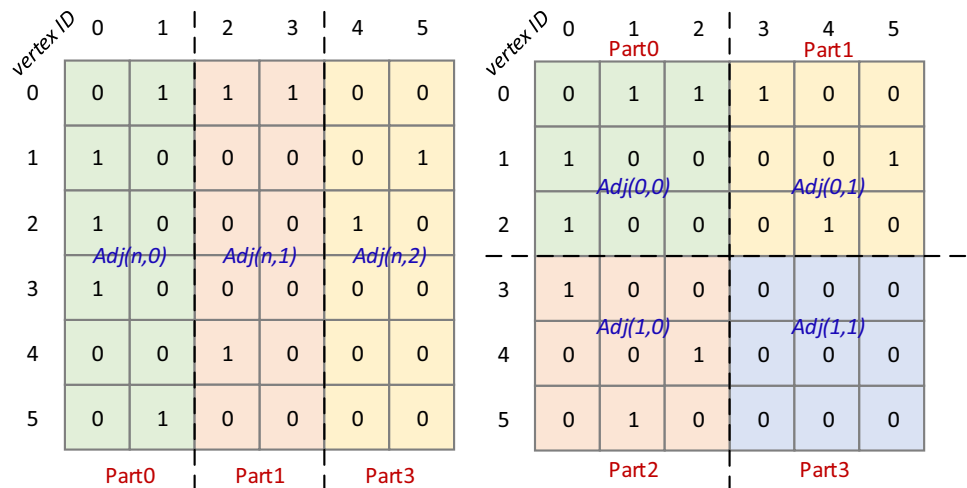 vertex ID 0 1 2 3 4 5
0 0 1 1 1 0 0
1 1 0 0 0 0 1
2 1 0 0 0 1 0
Adj(n,0) Adj(n,1) Adj(n,2)
3 1 0 0 0 0 0
4 0 0 1 0 0 0
5 0 1 0 0 0 0
Part0 Part1 Part3
vertex ID 0 1 2 3 4 5
Part0 Part1
0 0 1 1 1 0 0
1 1 0 0 0 0 1
Adj(0,0) Adj(0,1)
2 1 0 0 0 1 0
3 1 0 0 0 0 0
Adj(1,0) Adj(1,1)
4 0 0 1 0 0 0
5 0 1 0 0 0 0
Part2 Part3